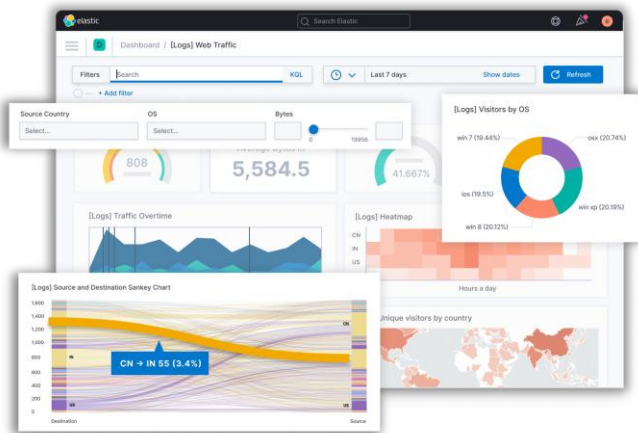 elastic
Search Elastic
D
Dashboard / [Logs] Web Traffic
Filters
Search
KQL
Last 7 days
Show dates
Refresh
+ Add filter
Source Country
OS
Bytes
Select...
Select...
0
808
5,584.5
41.667%
[Logs] Visitors by OS
win 7 (19.44%)
osx (20.74%)
ios (19.5%)
win xp (20.19%)
win 8 (20.12%)
[Logs] Traffic Overtime
[Logs] Heatmap
CN
IN
US
Hours a day
[Logs] Source and Destination Sankey Chart
1,600
1,400
1,200
1,000
800
600
400
200
0
IN
US
CN
US
CN → IN 55 (3.4%)
Destination
Source
Unique visitors by country